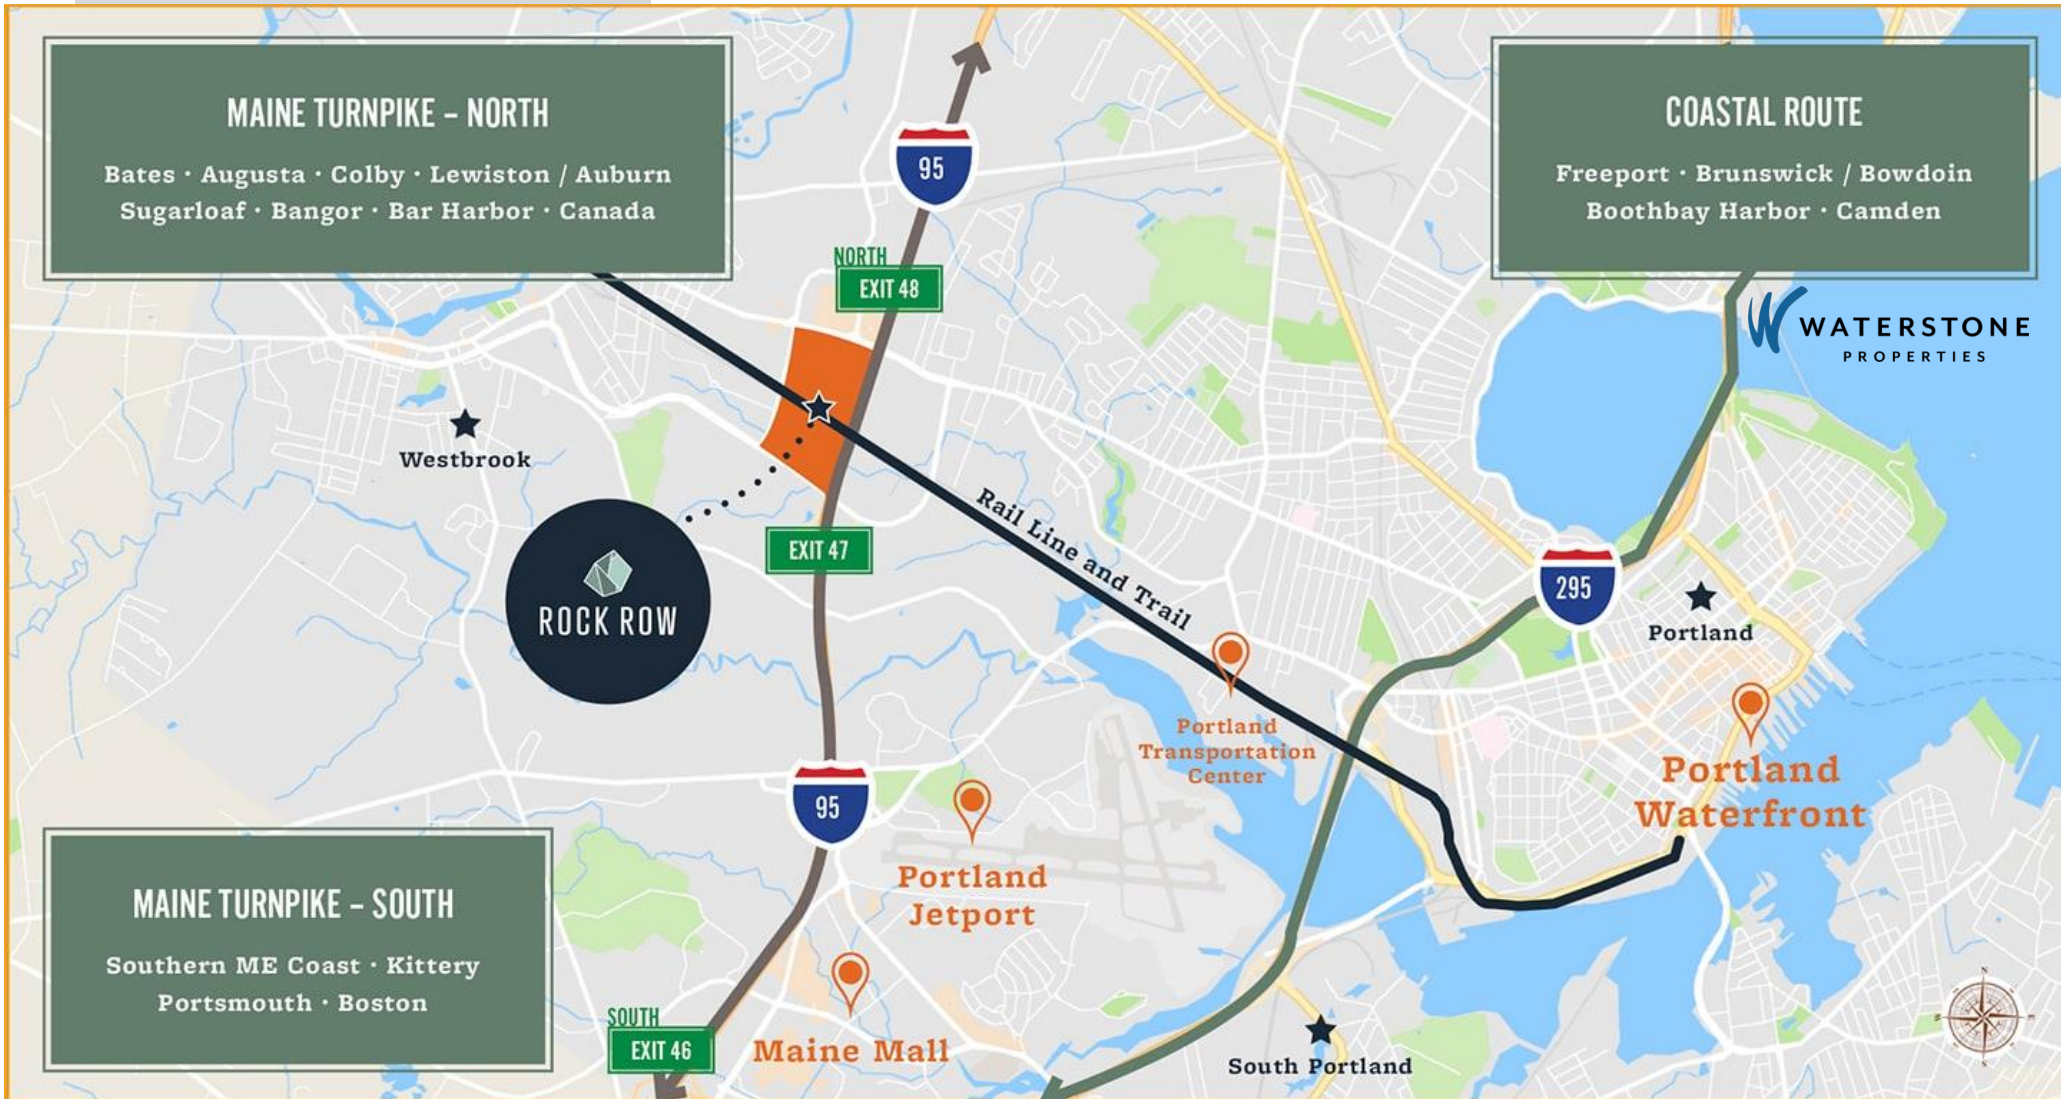 MAINE TURNPIKE – NORTH
Bates · Augusta · Colby · Lewiston / Auburn
Sugarloaf · Bangor · Bar Harbor · Canada
COASTAL ROUTE
Freeport · Brunswick / Bowdoin
Boothbay Harbor · Camden
95
NORTH
EXIT 48
WATERSTONE
PROPERTIES
Westbrook
Rail Line and Trail
EXIT 47
ROCK ROW
295
Portland
Portland
Transportation
Center
Portland
Waterfront
95
Portland
Jetport
MAINE TURNPIKE – SOUTH
Southern ME Coast · Kittery
Portsmouth · Boston
SOUTH
EXIT 46
Maine Mall
South Portland
N
E
S
W